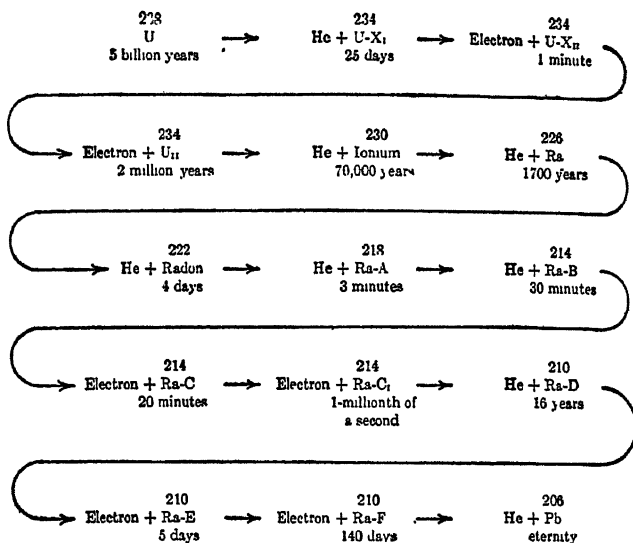 238 234 234
U → He + U-X₁ → Electron + U-X₁₁
5 billion years 25 days 1 minute
234 230 226
Electron + U₁₁ → He + Ionium → He + Ra
2 million years 70,000 years 1700 years
222 218 214
He + Radon → He + Ra-A → He + Ra-B
4 days 3 minutes 30 minutes
214 214 210
Electron + Ra-C → Electron + Ra-C₁ → He + Ra-D
20 minutes 1-millionth of 16 years
a second
210 210 206
Electron + Ra-E → Electron + Ra-F → He + Pb
5 days 140 days eternity